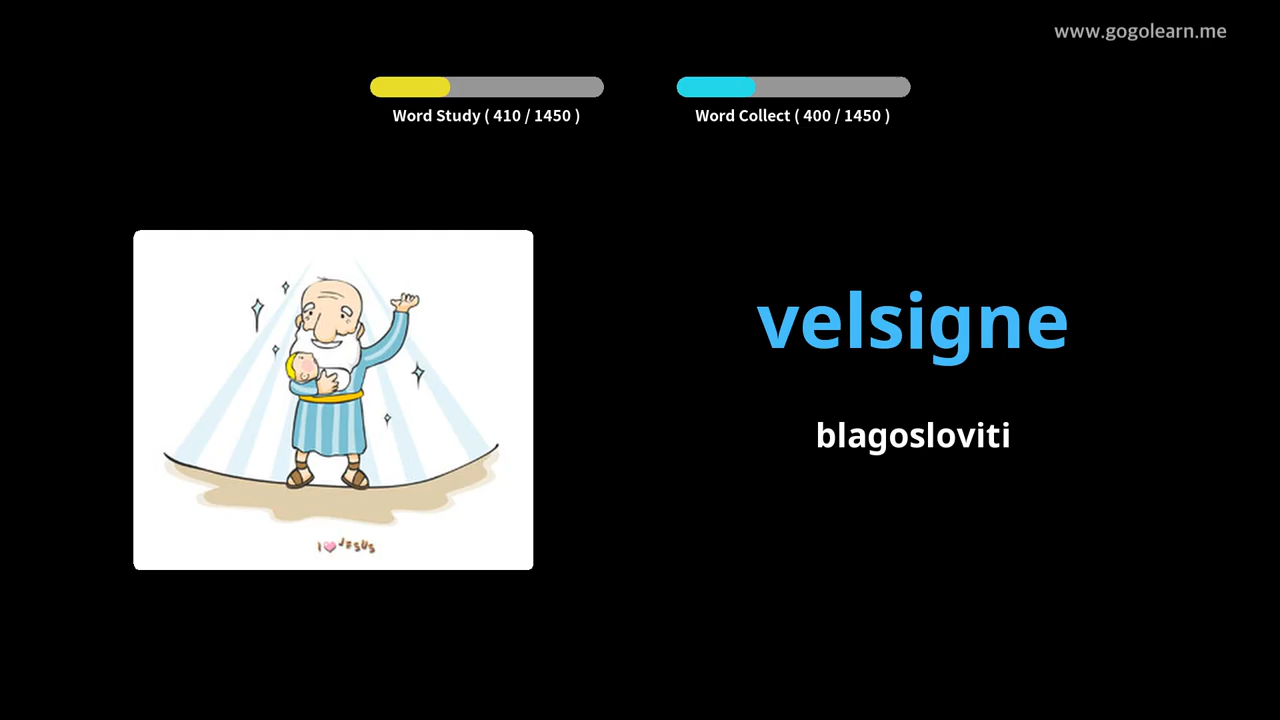 www.gogolearn.me
Word Study ( 410 / 1450 )
Word Collect ( 400 / 1450 )
velsigne
blagosloviti
I JESUS